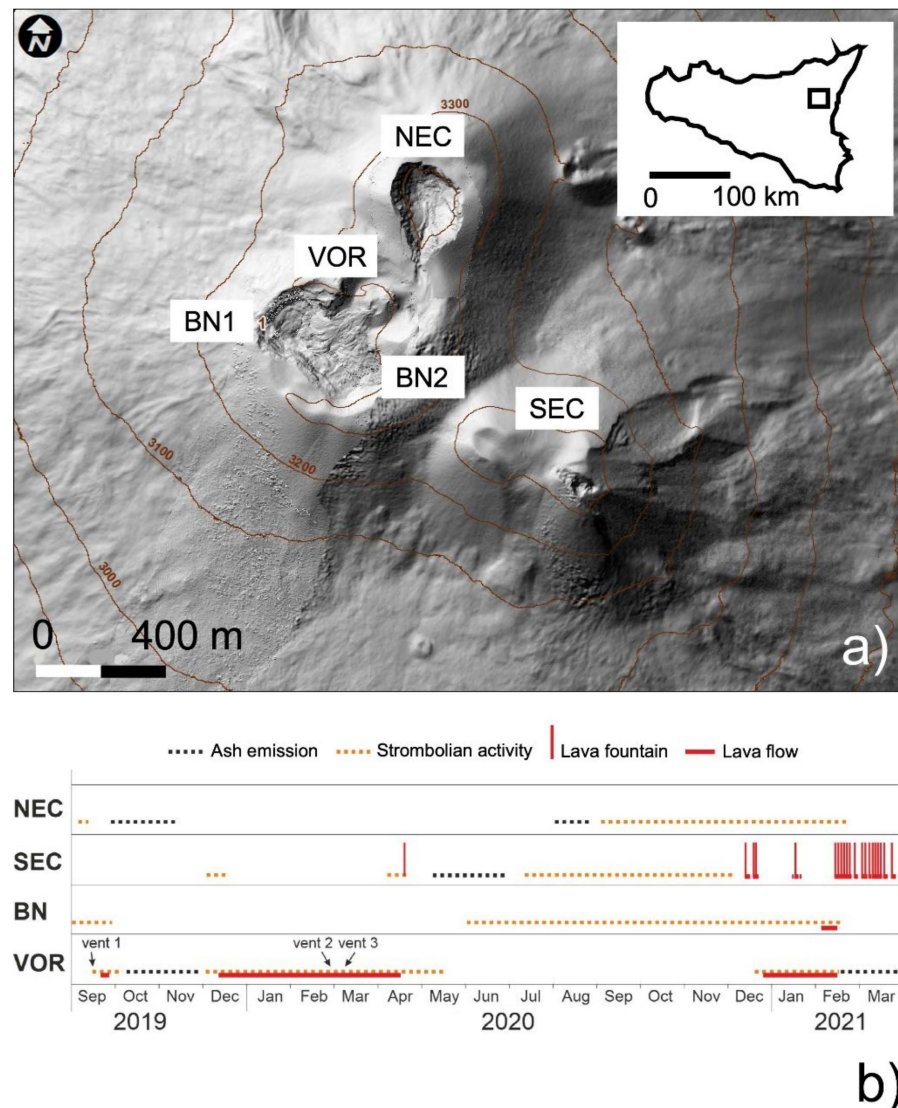 N
NEC
3300
VOR
BN1
1
BN2
SEC
3100
3200
3000
0 100 km
0 400 m
a)
Ash emission Strombolian activity Lava fountain Lava flow
NEC
SEC
BN
vent 1 vent 2 vent 3
VOR
Sep Oct Nov Dec Jan Feb Mar Apr May Jun Jul Aug Sep Oct Nov Dec Jan Feb Mar
2019 2020 2021
b)